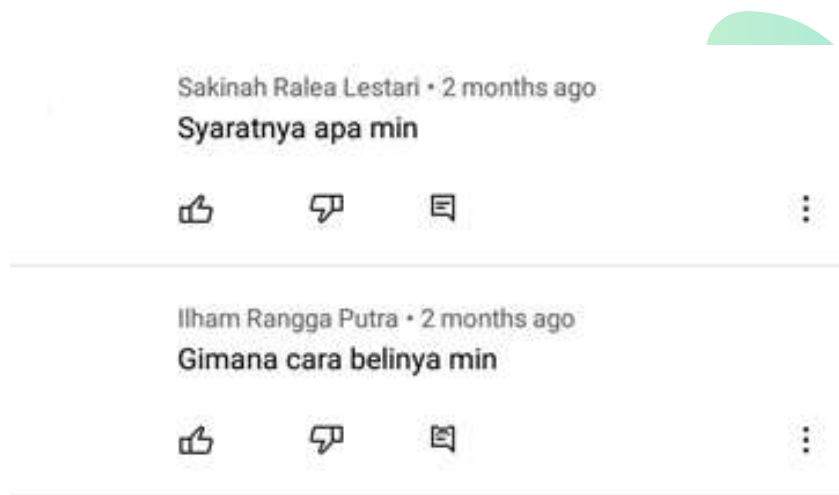 Sakinah Ralea Lestari • 2 months ago
Syaratnya apa min
Ilham Rangga Putra • 2 months ago
Gimana cara belinya min